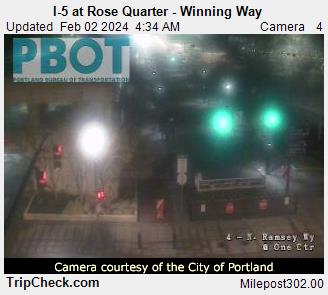 I-5 at Rose Quarter - Winning Way
Updated Feb 02 2024 4:34 AM Camera 4
PBOT
PORTLAND BUREAU OF TRANSPORTATION
4 - N. Ramsey Wy
@ One Ctr
Camera courtesy of the City of Portland
TripCheck.com Milepost302.00